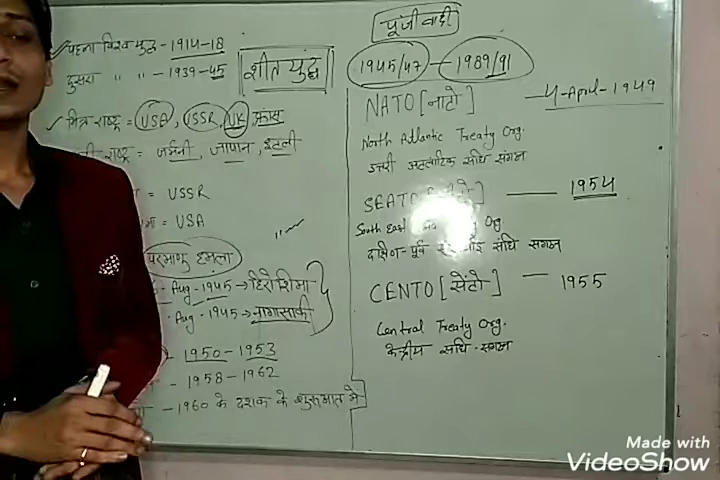 पहला विश्व युद्ध - 1914-18
दुसरा " " - 1939-45
शीत युद्ध
मित्र राष्ट्र = USA, USSR, UK, फ्रांस
राष्ट्र = जर्मनी, जापान, इटली
= USSR
= USA
परमाणु हमला
Aug - 1945 → हिरोशिमा
Aug - 1945 → नागासाकी
1950 - 1953
- 1958 - 1962
- 1960 के दशक के शुरूआत मे
पूंजीवादी
1945/47 - 1989/91
NATO [नाटो] - 4-April-1949
North Atlantic Treaty Org.
उत्तरी अटलांटिक संधि संगठन
SEATO — 1954
South East Org
दक्षिण-पूर्व संधि संगठन
CENTO [सेंटो] — 1955
Central Treaty Org.
केन्द्रीय संधि-संगठन
Made with
VideoShow